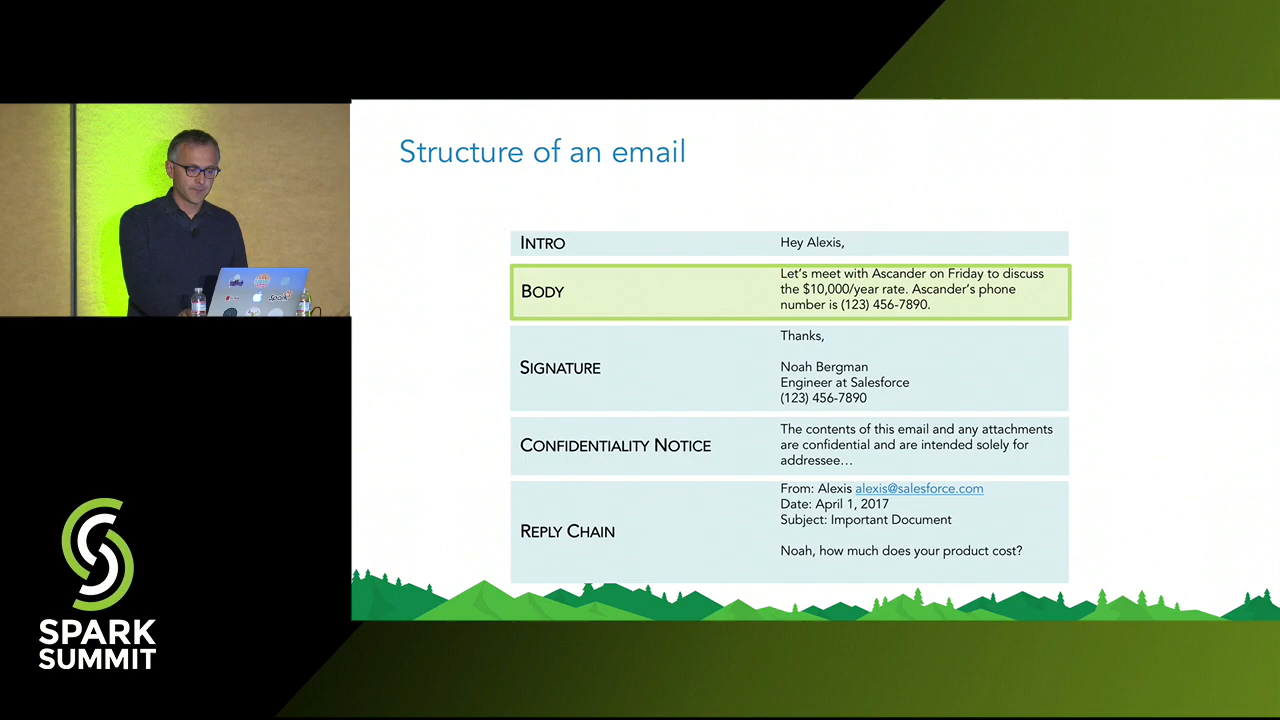 Structure of an email
INTRO
Hey Alexis,
BODY
Let's meet with Ascander on Friday to discuss
the $10,000/year rate. Ascander's phone
number is (123) 456-7890.
SIGNATURE
Thanks,
Noah Bergman
Engineer at Salesforce
(123) 456-7890
CONFIDENTIALITY NOTICE
The contents of this email and any attachments
are confidential and are intended solely for
addressee…
REPLY CHAIN
From: Alexis alexis@salesforce.com
Date: April 1, 2017
Subject: Important Document
Noah, how much does your product cost?
Spark
SPARK
SUMMIT